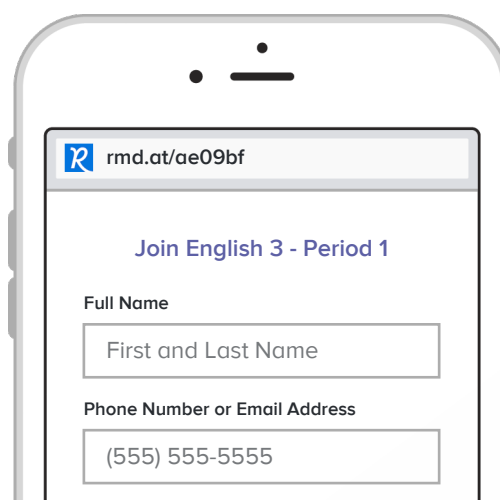 R rmd.at/ae09bf
Join English 3 - Period 1
Full Name
First and Last Name
Phone Number or Email Address
(555) 555-5555